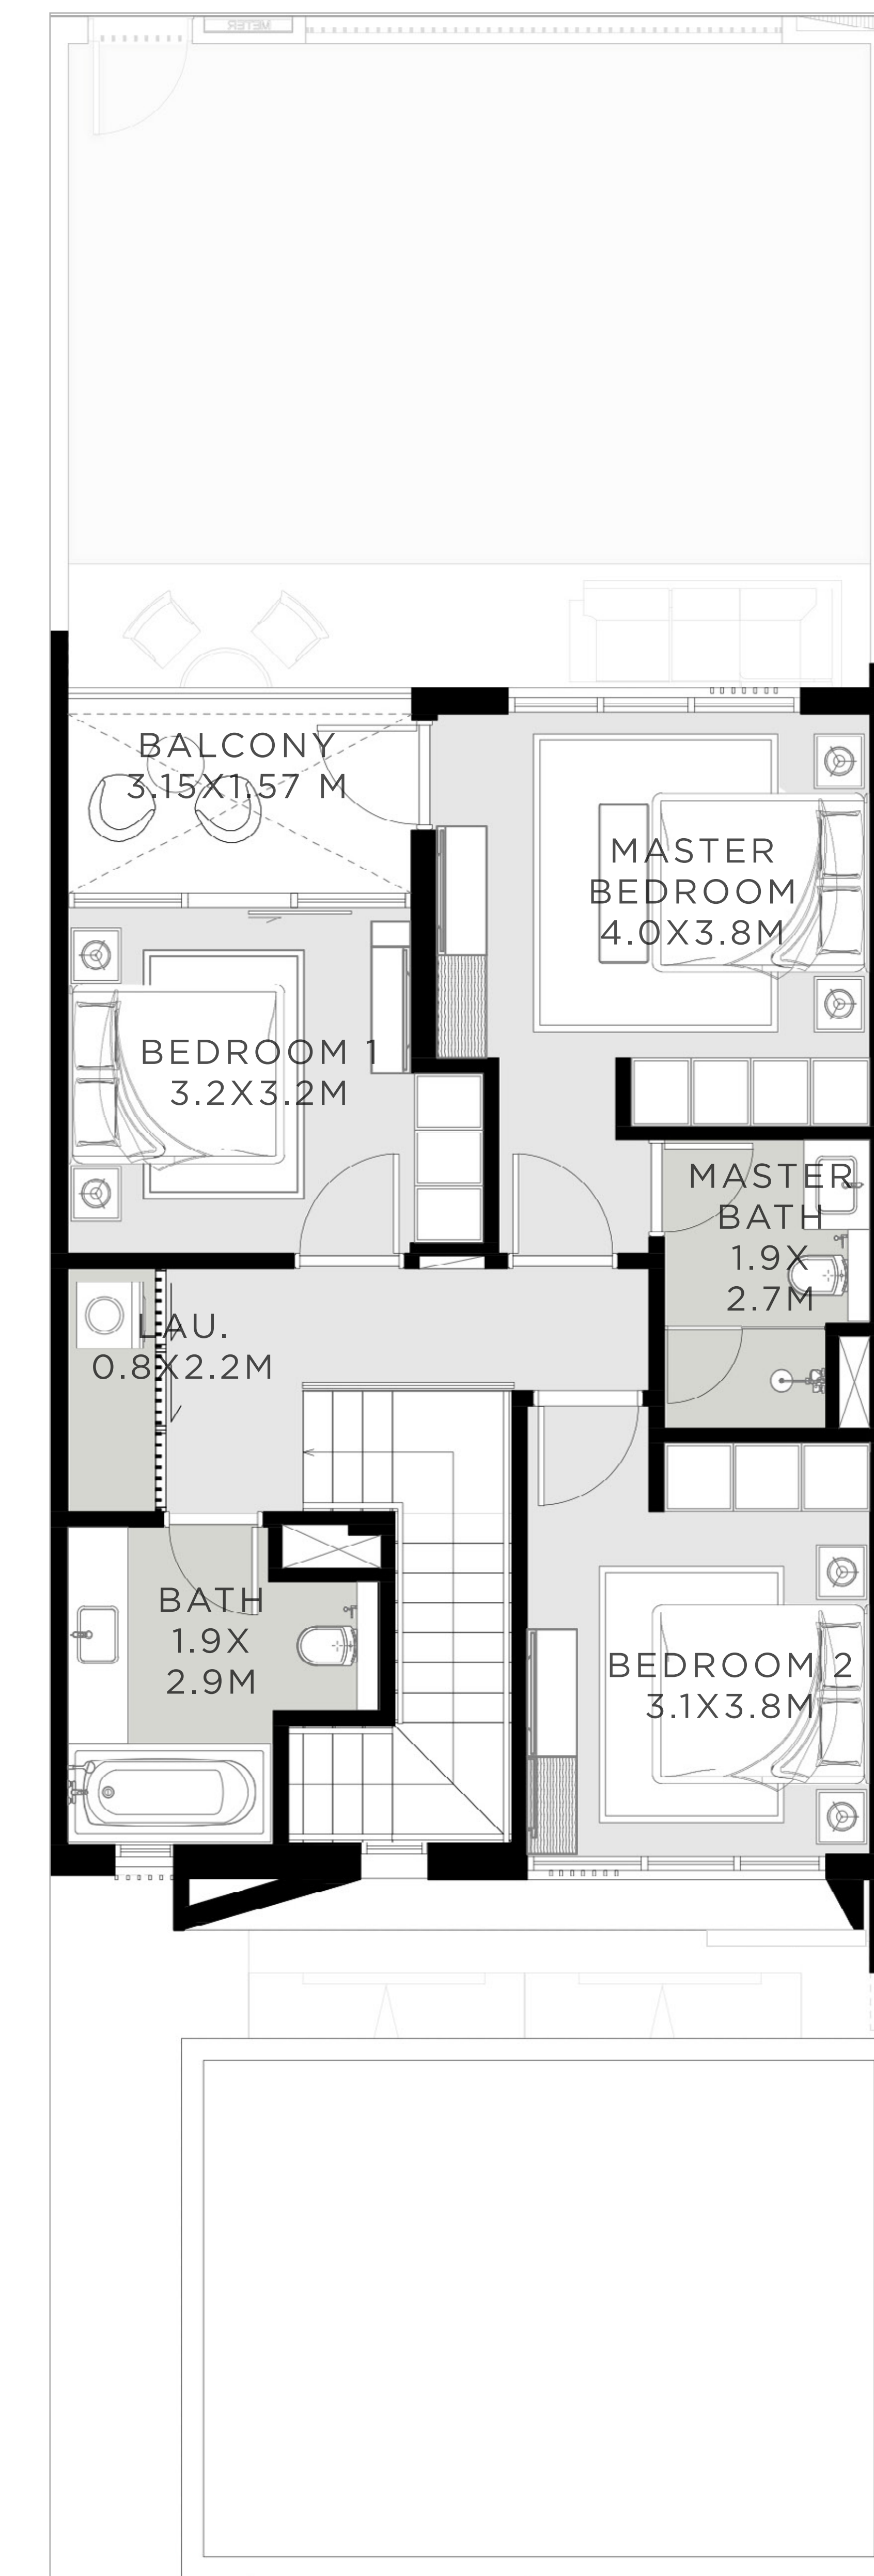 METER
BALCONY
3.15X1.57 M
MASTER
BEDROOM
4.0X3.8M
BEDROOM 1
3.2X3.2M
MASTER
BATH
1.9X
2.7M
LAU.
0.8X2.2M
BATH
1.9X
2.9M
BEDROOM 2
3.1X3.8M